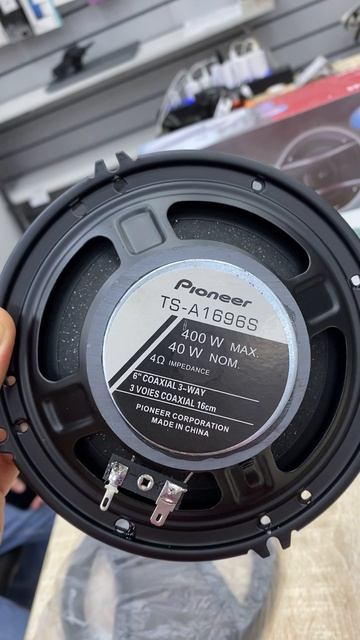 Pioneer
TS-A1696S
400 W MAX.
40 W NOM.
4Ω IMPEDANCE
6" COAXIAL 3-WAY
3 VOIES COAXIAL 16cm
PIONEER CORPORATION
MADE IN CHINA